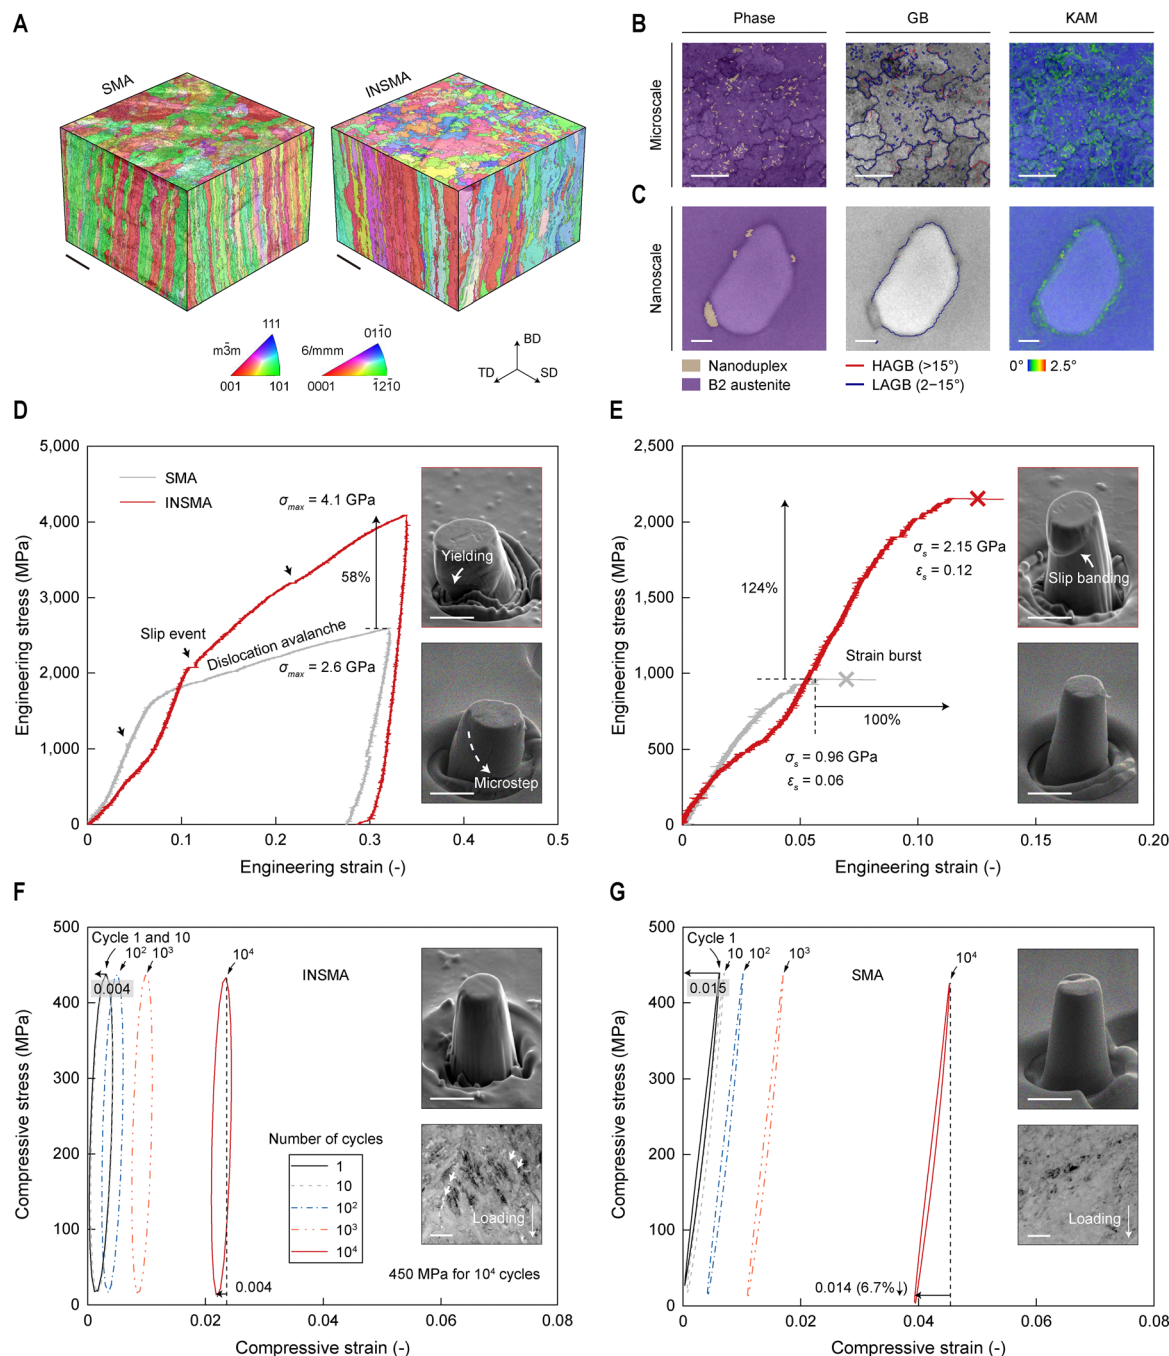 A
SMA
INSMA
111
m3̄m
001
101
011̄0
6/mmm
0001
1̄21̄0
BD
TD
SD
B
Phase
GB
KAM
Microscale
C
Nanoscale
Nanoduplex
B2 austenite
HAGB (>15°)
LAGB (2–15°)
0°
2.5°
D
5,000
4,000
3,000
2,000
1,000
0
Engineering stress (MPa)
SMA
INSMA
σmax = 4.1 GPa
58%
Slip event
Dislocation avalanche
σmax = 2.6 GPa
Yielding
Microstep
0
0.1
0.2
0.3
0.4
0.5
Engineering strain (-)
E
2,500
2,000
1,500
1,000
500
0
Engineering stress (MPa)
124%
σs = 2.15 GPa
εs = 0.12
Slip banding
Strain burst
100%
σs = 0.96 GPa
εs = 0.06
0
0.05
0.10
0.15
0.20
Engineering strain (-)
F
500
400
300
200
100
0
Compressive stress (MPa)
Cycle 1 and 10
10² 10³
10⁴
0.004
INSMA
Number of cycles
1
10
10²
10³
10⁴
Loading
0.004
450 MPa for 10⁴ cycles
0
0.02
0.04
0.06
0.08
Compressive strain (-)
G
500
400
300
200
100
0
Compressive stress (MPa)
Cycle 1
10 10²
10³
10⁴
0.015
SMA
Loading
0.014 (6.7%↓)
0
0.02
0.04
0.06
0.08
Compressive strain (-)